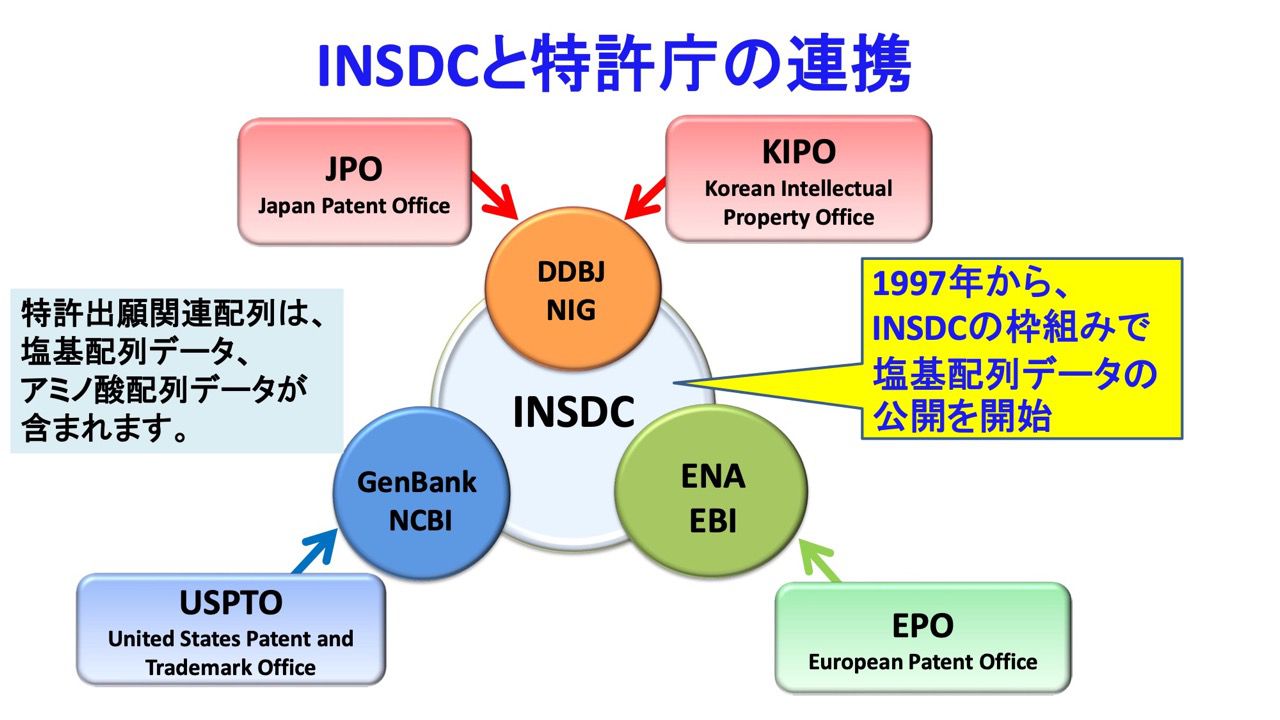 INSDCと特許庁の連携
JPO
Japan Patent Office
KIPO
Korean Intellectual
Property Office
DDBJ
NIG
特許出願関連配列は、
塩基配列データ、
アミノ酸配列データが
含まれます。
1997年から、
INSDCの枠組みで
塩基配列データの
公開を開始
INSDC
GenBank
NCBI
ENA
EBI
USPTO
United States Patent and
Trademark Office
EPO
European Patent Office